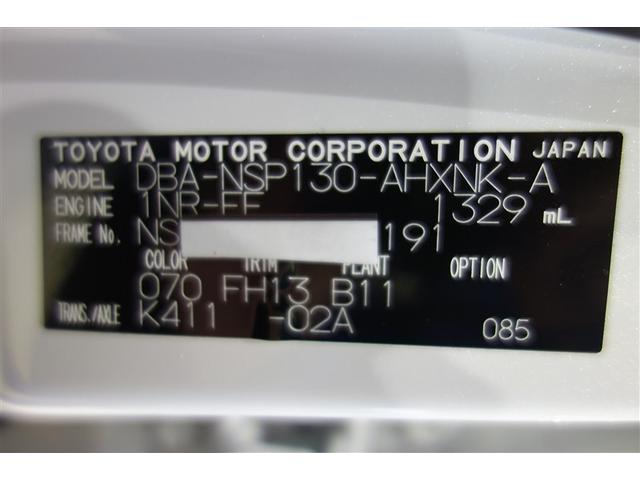 TOYOTA MOTOR CORPORATION JAPAN
MODEL DBA-NSP130-AHXNK-A
ENGINE 1NR-FE 1329 mL
FRAME No. NS 191
COLOR TRIM PLANT OPTION
070 FH13 B11
TRANS./AXLE K411 -02A 085